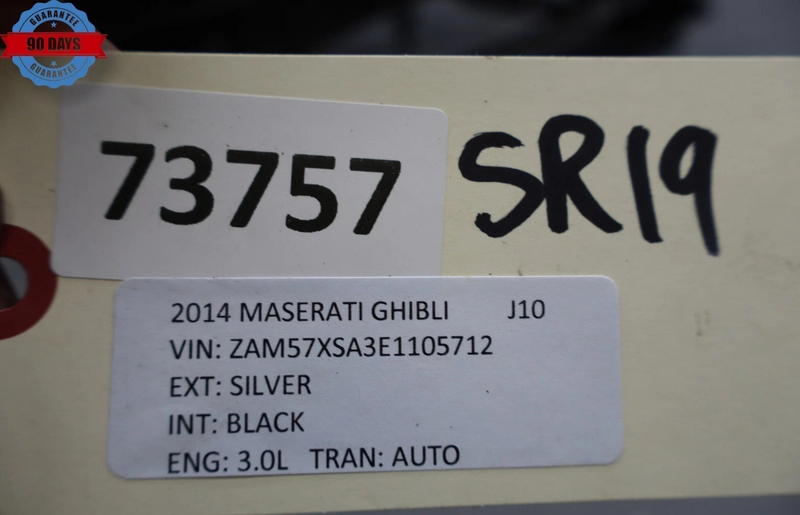 GUARANTEE
90 DAYS
GUARANTEE
73757
SR19
2014 MASERATI GHIBLI J10
VIN: ZAM57XSA3E1105712
EXT: SILVER
INT: BLACK
ENG: 3.0L TRAN: AUTO